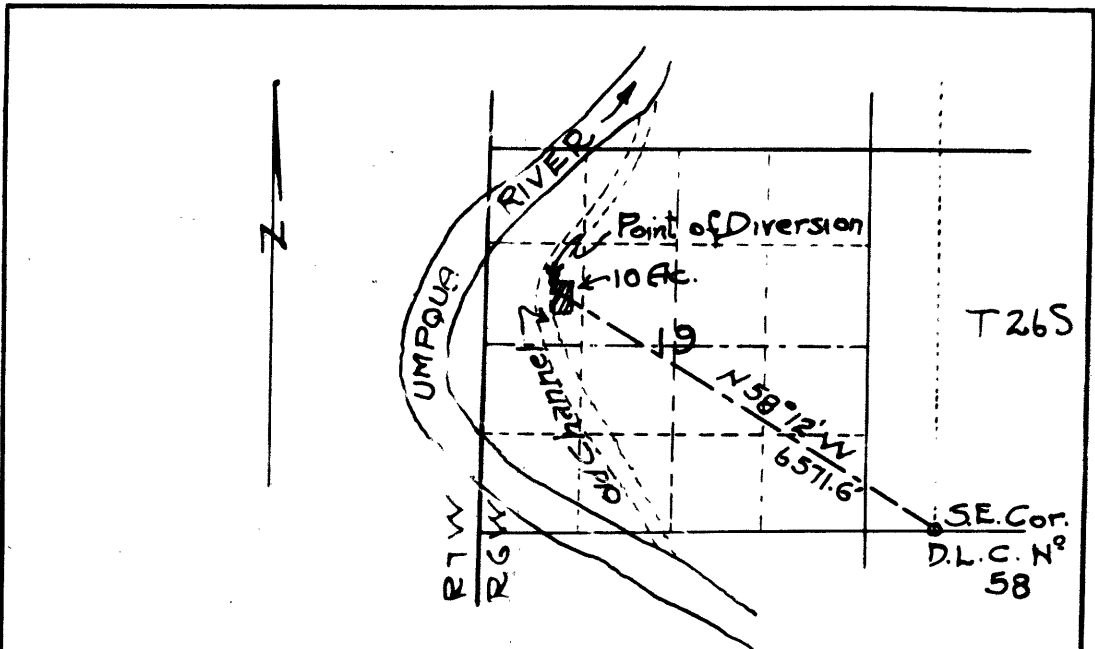 RIVER
UMPQUA
Point of Diversion
10 Ac.
N
T26S
19
Old Channel
N 58°12' W
6571.6'
S.E. Cor.
D.L.C. Nº
58
R7W
R6W